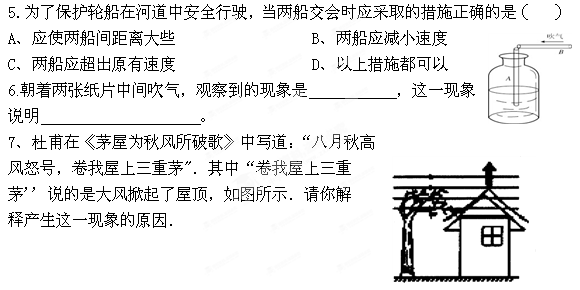 5.为了保护轮船在河道中安全行驶，当两船交会时应采取的措施正确的是（  ）
A、应使两船间距离大些  B、两船应减小速度
C、两船应超出原有速度  D、以上措施都可以
吹气
B
A
6.朝着两张纸片中间吹气，观察到的现象是__________，这一现象
说明__________________。
7、杜甫在《茅屋为秋风所破歌》中写道：“八月秋高
风怒号，卷我屋上三重茅”．其中“卷我屋上三重
茅’’说的是大风掀起了屋顶，如图所示．请你解
释产生这一现象的原因．